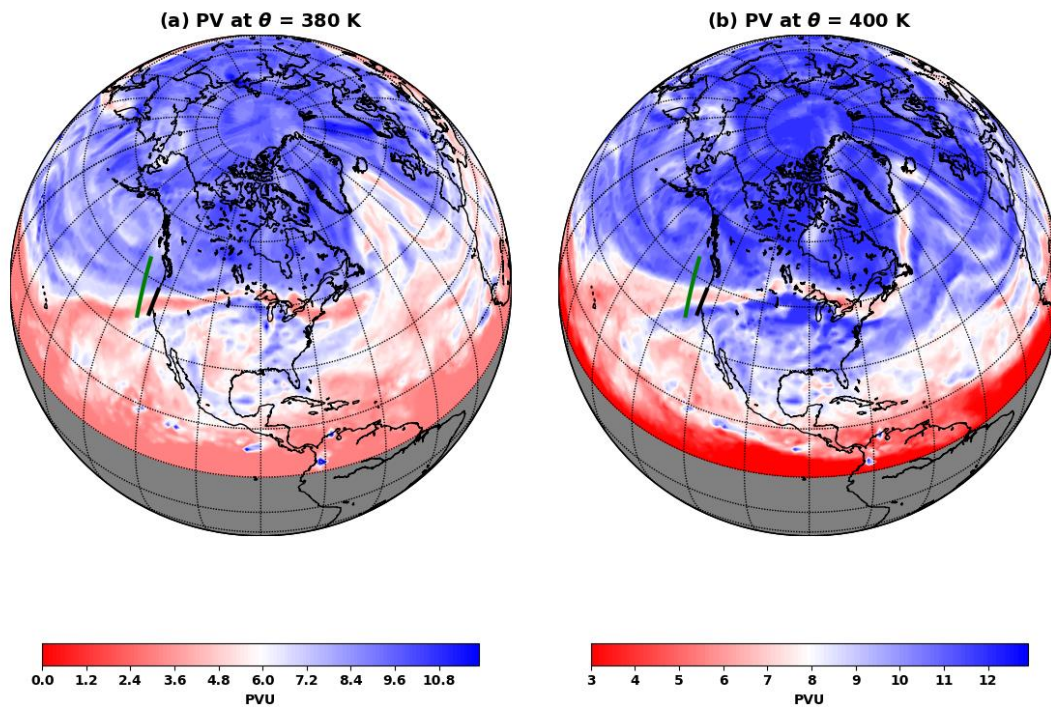 (a) PV at θ = 380 K
(b) PV at θ = 400 K
0.0 1.2 2.4 3.6 4.8 6.0 7.2 8.4 9.6 10.8
PVU
3 4 5 6 7 8 9 10 11 12
PVU